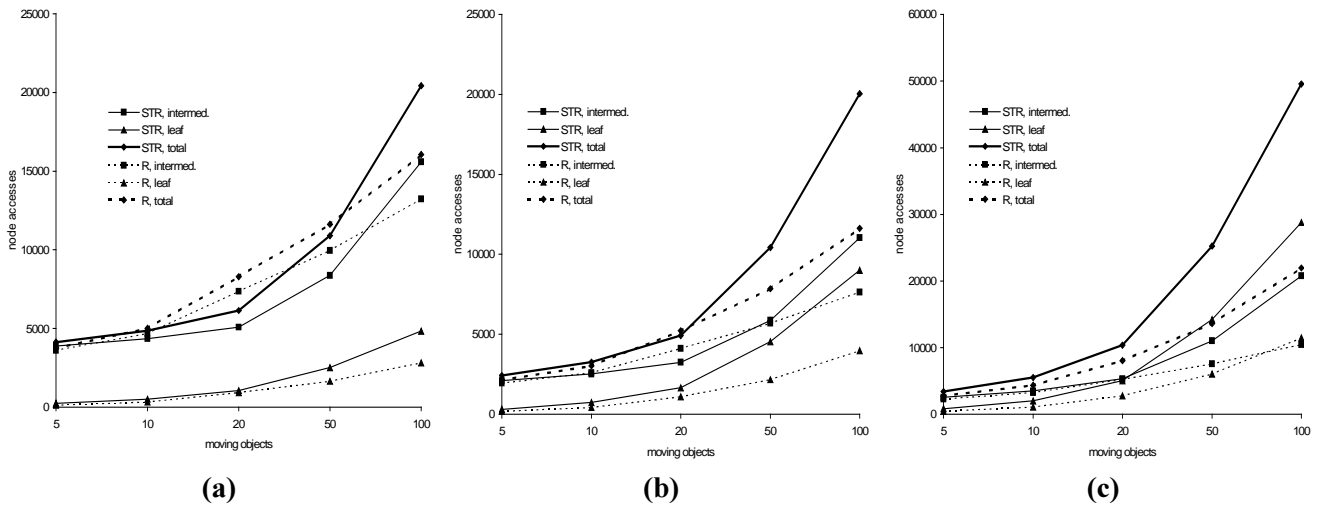 25000
20000
15000
10000
5000
0
node accesses
STR, intermed.
STR, leaf
STR, total
R, intermed.
R, leaf
R, total
5 10 20 50 100
moving objects
(a)
25000
20000
15000
10000
5000
0
node accesses
STR, intermed.
STR, leaf
STR, total
R, intermed.
R, leaf
R, total
5 10 20 50 100
moving objects
(b)
60000
50000
40000
30000
20000
10000
0
node accesses
STR, intermed.
STR, leaf
STR, total
R, intermed.
R, leaf
R, total
5 10 20 50 100
moving objects
(c)